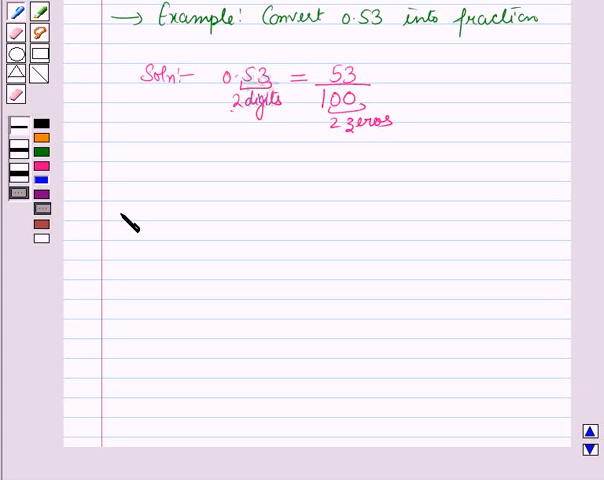 → Example: Convert 0.53 into fraction
Soln:- 0.53 = 53/100
2 digits
2 zeros